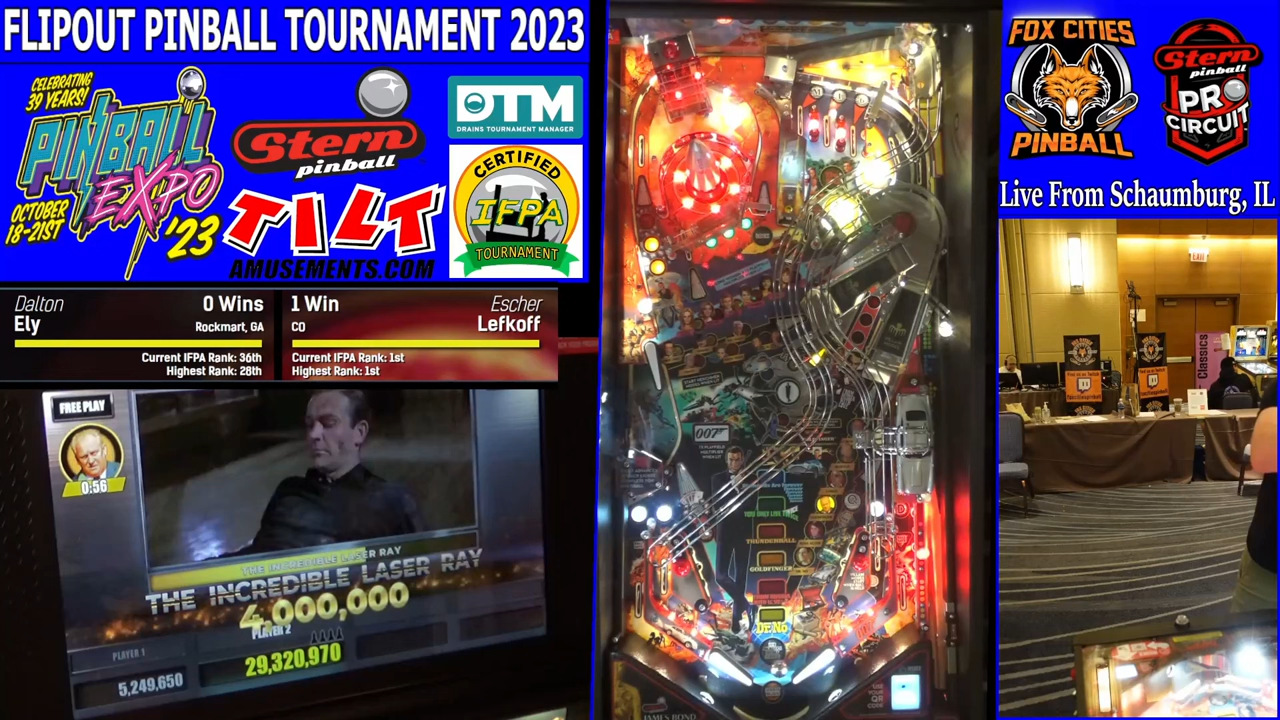 FLIPOUT PINBALL TOURNAMENT 2023
CELEBRATING
39 YEARS!
PINBALL
EXPO
'23
OCTOBER
18-21ST
Stern
pinball
TILT
AMUSEMENTS.COM
DTM
DRAINS TOURNAMENT MANAGER
CERTIFIED
IFPA
TOURNAMENT
FOX CITIES
PINBALL
Stern
pinball
PRO
CIRCUIT
Live From Schaumburg, IL
Dalton
Ely
0 Wins
Rockmart, GA
Current IFPA Rank: 36th
Highest Rank: 28th
1 Win
CO
Escher
Lefkoff
Current IFPA Rank: 1st
Highest Rank: 1st
FREE PLAY
0:56
THE INCREDIBLE LASER RAY
THE INCREDIBLE LASER RAY
4,000,000
PLAYER 1
5,249,650
PLAYER 2
29,320,970
007
THUNDERBALL
GOLDFINGER
DR. NO
JAMES BOND
EXIT
Classics